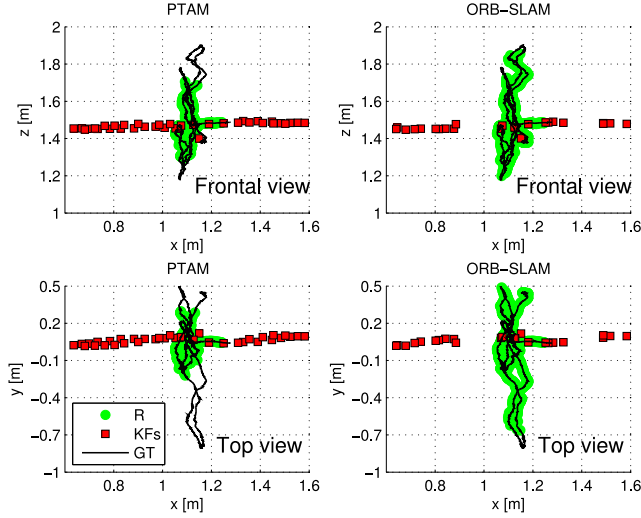 PTAM
2
1.8
1.6
1.4
1.2
1
z [m]
Frontal view
0.8 1 1.2 1.4 1.6
x [m]
ORB-SLAM
2
1.8
1.6
1.4
1.2
1
z [m]
Frontal view
0.8 1 1.2 1.4 1.6
x [m]
PTAM
0.5
0.2
−0.1
−0.4
−0.7
−1
y [m]
R
KFs
GT
Top view
0.8 1 1.2 1.4 1.6
x [m]
ORB-SLAM
0.5
0.2
−0.1
−0.4
−0.7
−1
y [m]
Top view
0.8 1 1.2 1.4 1.6
x [m]